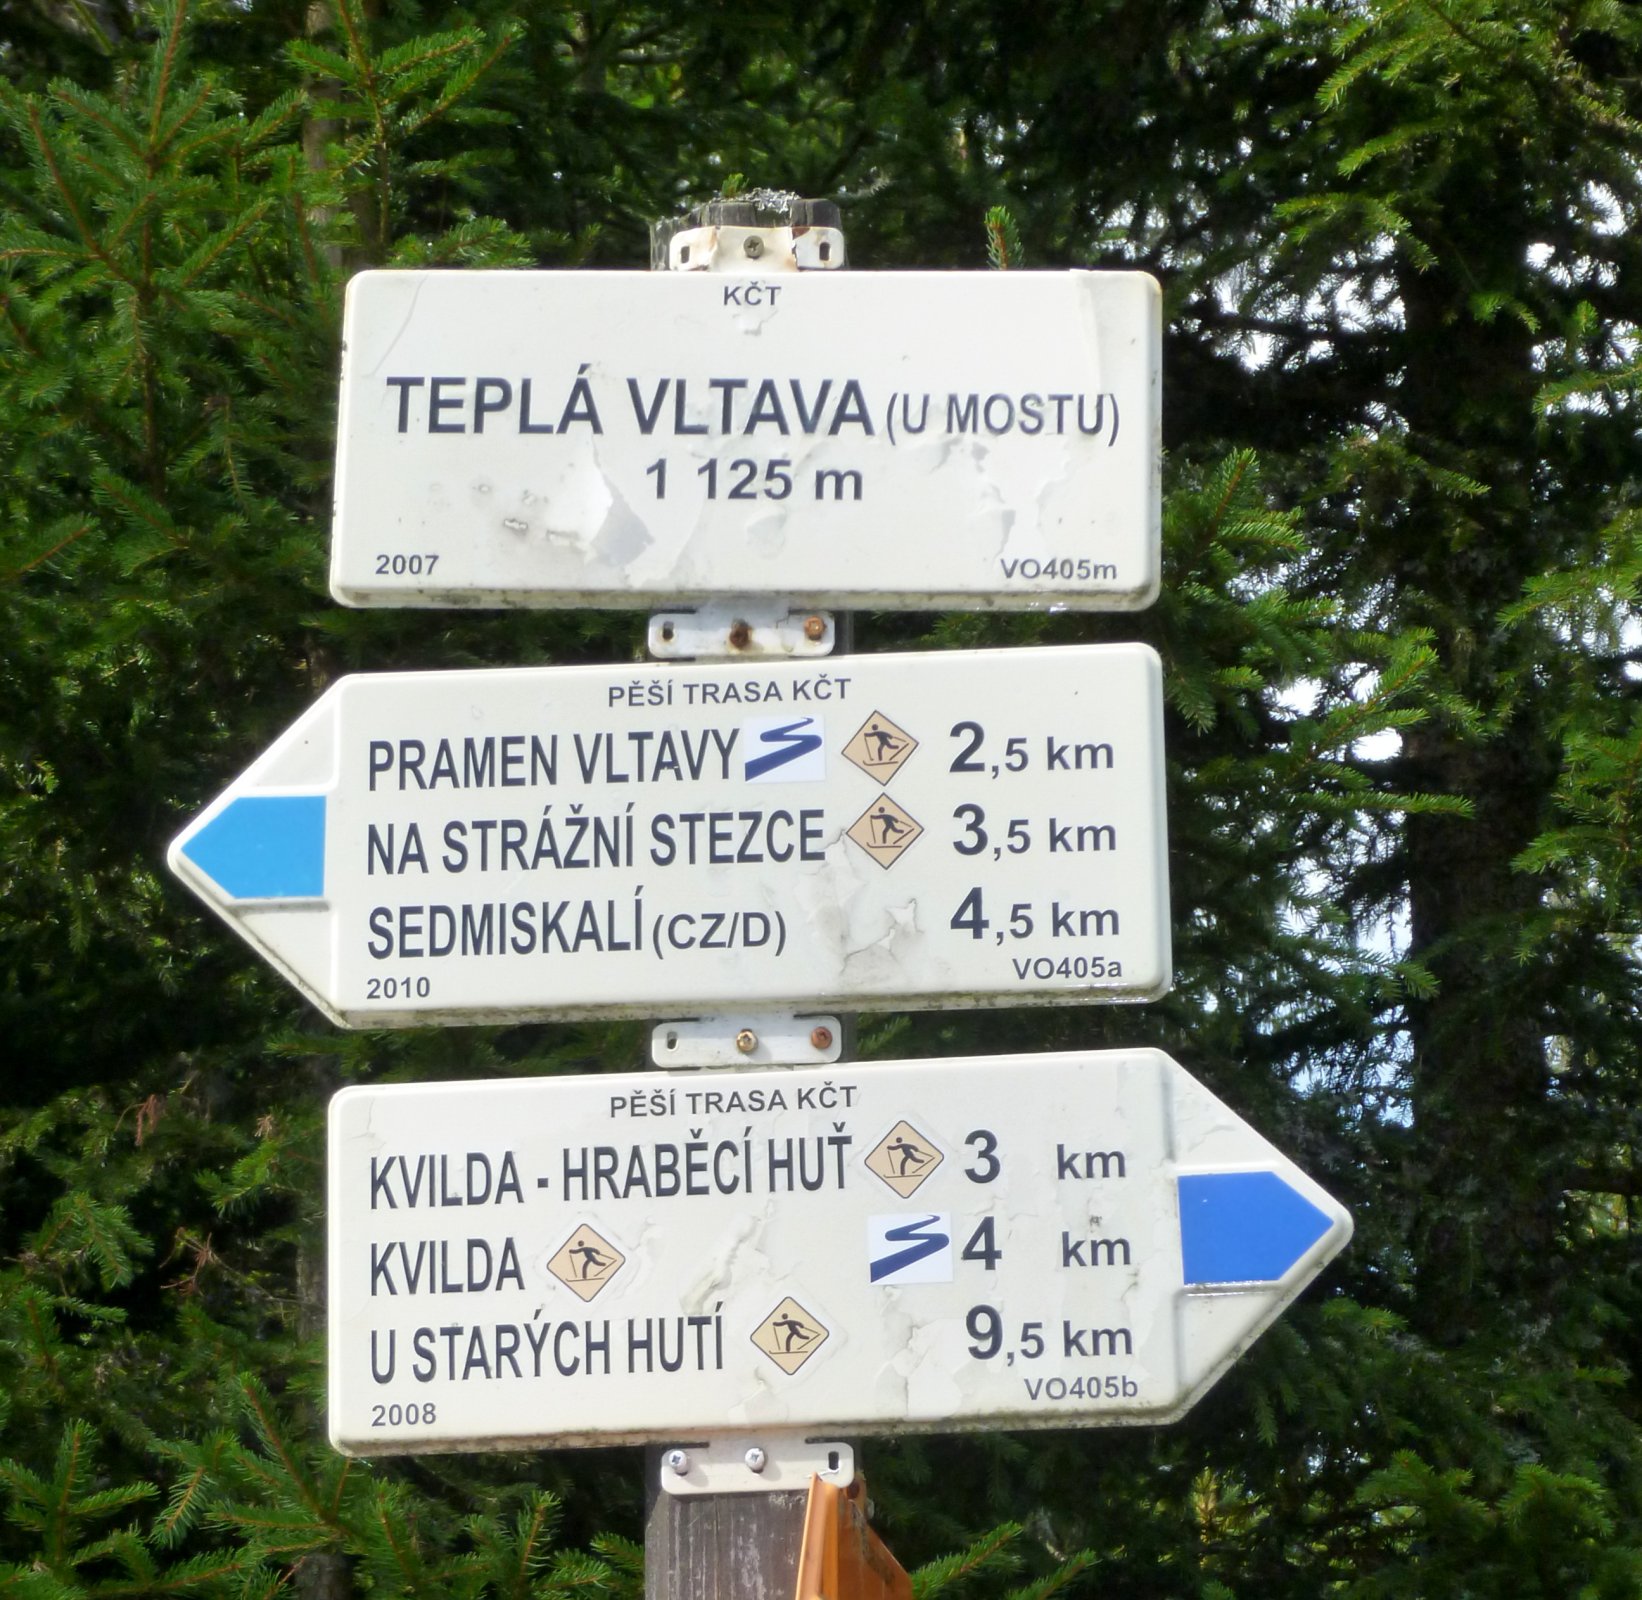 KČT
TEPLÁ VLTAVA (U MOSTU)
1 125 m
2007 VO405m
PĚŠÍ TRASA KČT
PRAMEN VLTAVY 2,5 km
NA STRÁŽNÍ STEZCE 3,5 km
SEDMISKALÍ (CZ/D) 4,5 km
2010 VO405a
PĚŠÍ TRASA KČT
KVILDA - HRABĚCÍ HUŤ 3 km
KVILDA 4 km
U STARÝCH HUTÍ 9,5 km
2008 VO405b